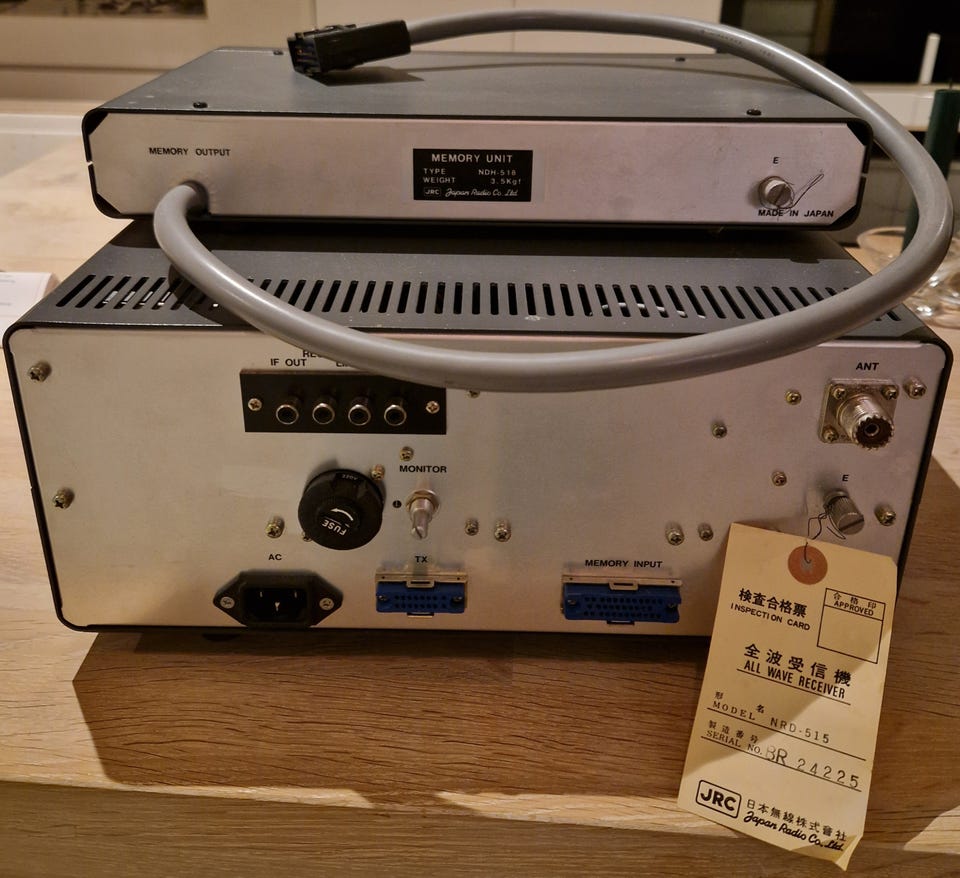 MEMORY OUTPUT
MEMORY UNIT
TYPE NDH-518
WEIGHT 3.5Kgf
JRC Japan Radio Co., Ltd.
E
MADE IN JAPAN
IF OUT
ANT
MONITOR
220V
FUSE
E
AC
TX
MEMORY INPUT
検査合格票
INSPECTION CARD
合格印
APPROVED
全波受信機
ALL WAVE RECEIVER
形名
MODEL NRD-515
製造番号
SERIAL NO. BR 24225
JRC 日本無線株式會社
Japan Radio Co., Ltd.